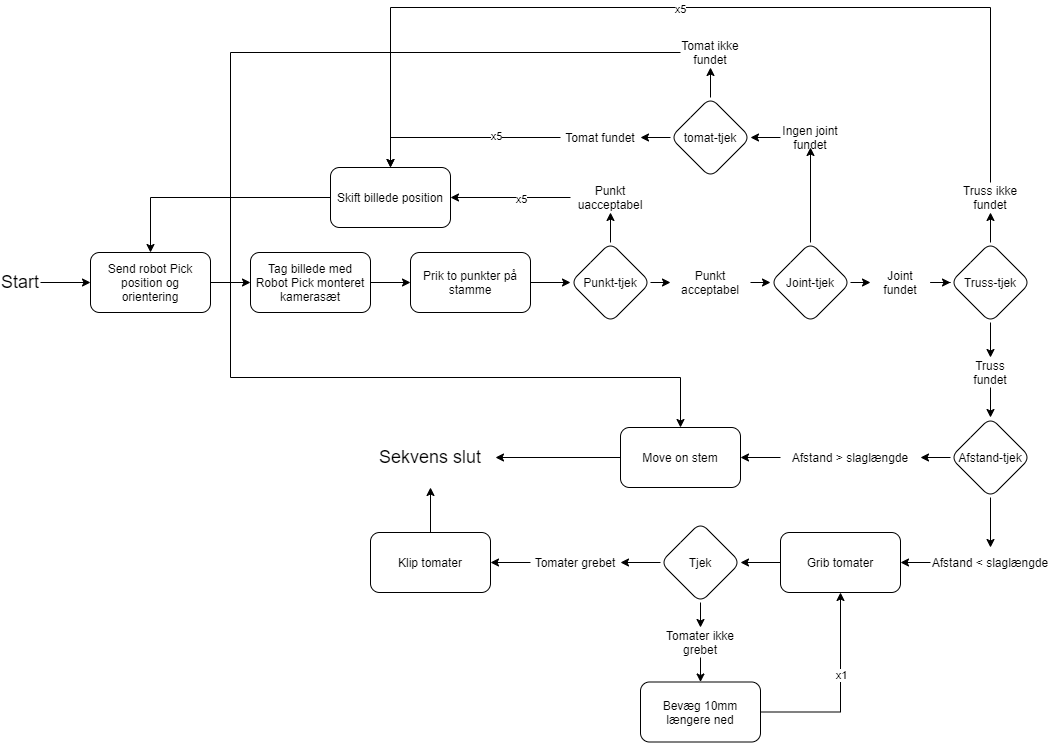 x5
Tomat ikke
fundet
x5
Tomat fundet
tomat-tjek
Ingen joint
fundet
Skift billede position
x5
Punkt
uacceptabel
Truss ikke
fundet
Start
Send robot Pick
position og
orientering
Tag billede med
Robot Pick monteret
kamerasæt
Prik to punkter på
stamme
Punkt-tjek
Punkt
acceptabel
Joint-tjek
Joint
fundet
Truss-tjek
Truss
fundet
Sekvens slut
Move on stem
Afstand > slaglængde
Afstand-tjek
Klip tomater
Tomater grebet
Tjek
Grib tomater
Afstand < slaglængde
Tomater ikke
grebet
x1
Bevæg 10mm
længere ned